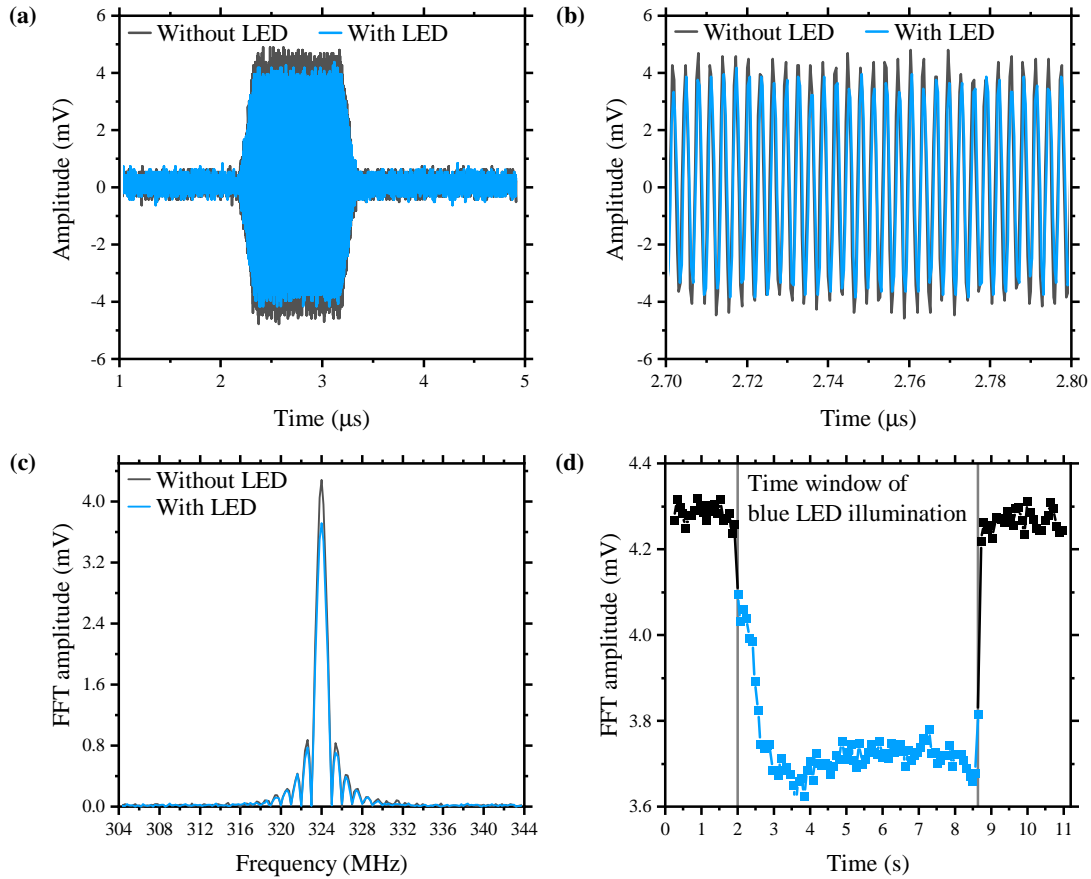 (a)
Without LED
With LED
6
4
2
0
-2
-4
-6
Amplitude (mV)
1
2
3
4
5
Time (μs)
(b)
Without LED
With LED
6
4
2
0
-2
-4
-6
Amplitude (mV)
2.70
2.72
2.74
2.76
2.78
2.80
Time (μs)
(c)
Without LED
With LED
4.0
3.2
2.4
1.6
0.8
0.0
FFT amplitude (mV)
304
308
312
316
320
324
328
332
336
340
344
Frequency (MHz)
(d)
Time window of
blue LED illumination
4.4
4.2
4.0
3.8
3.6
FFT amplitude (mV)
0
1
2
3
4
5
6
7
8
9
10
11
Time (s)